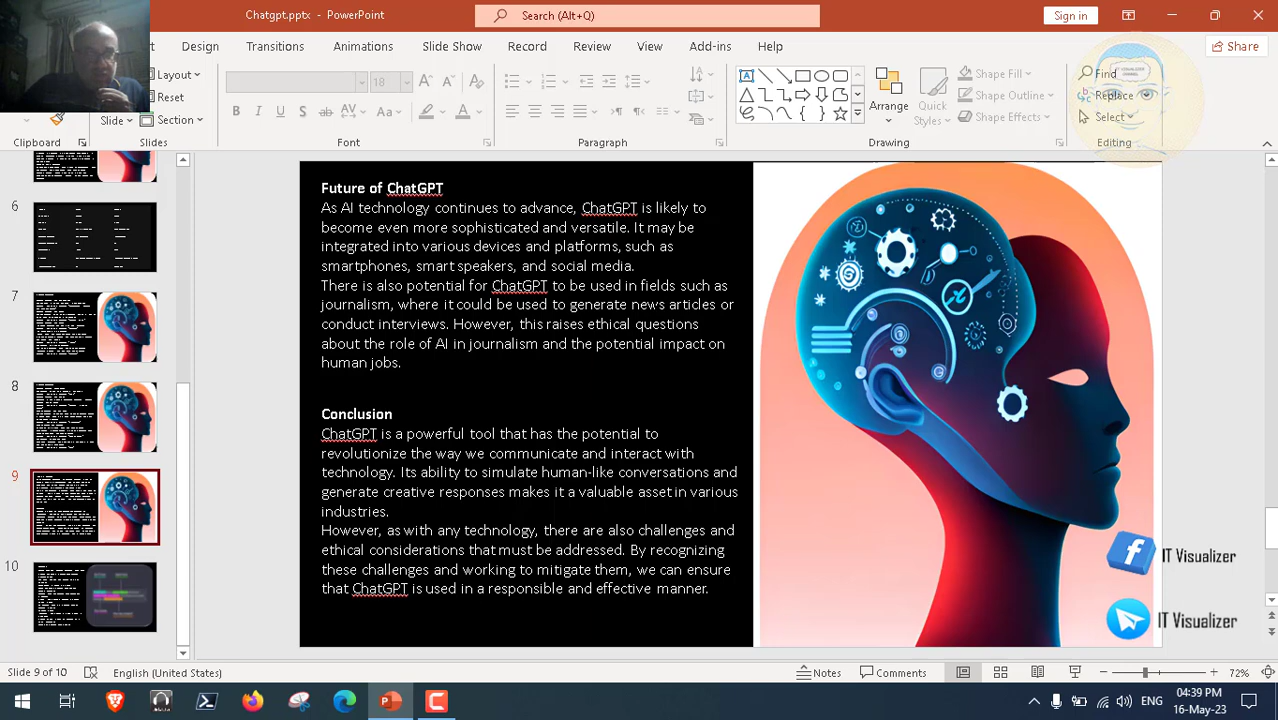 Chatgpt.pptx - PowerPoint
Search (Alt+Q)
Sign in
Design
Transitions
Animations
Slide Show
Record
Review
View
Add-ins
Help
Share
Layout
Reset
Slide
Section
18
Aa
Arrange
Quick
Styles
Shape Fill
Shape Outline
Shape Effects
Find
Replace
Select
Clipboard
Slides
Font
Paragraph
Drawing
Editing
6
7
8
9
10
Future of ChatGPT
As AI technology continues to advance, ChatGPT is likely to
become even more sophisticated and versatile. It may be
integrated into various devices and platforms, such as
smartphones, smart speakers, and social media.
There is also potential for ChatGPT to be used in fields such as
journalism, where it could be used to generate news articles or
conduct interviews. However, this raises ethical questions
about the role of AI in journalism and the potential impact on
human jobs.
Conclusion
ChatGPT is a powerful tool that has the potential to
revolutionize the way we communicate and interact with
technology. Its ability to simulate human-like conversations and
generate creative responses makes it a valuable asset in various
industries.
However, as with any technology, there are also challenges and
ethical considerations that must be addressed. By recognizing
these challenges and working to mitigate them, we can ensure
that ChatGPT is used in a responsible and effective manner.
IT Visualizer
IT Visualizer
Slide 9 of 10
English (United States)
Notes
Comments
72%
ENG
04:39 PM
16-May-23